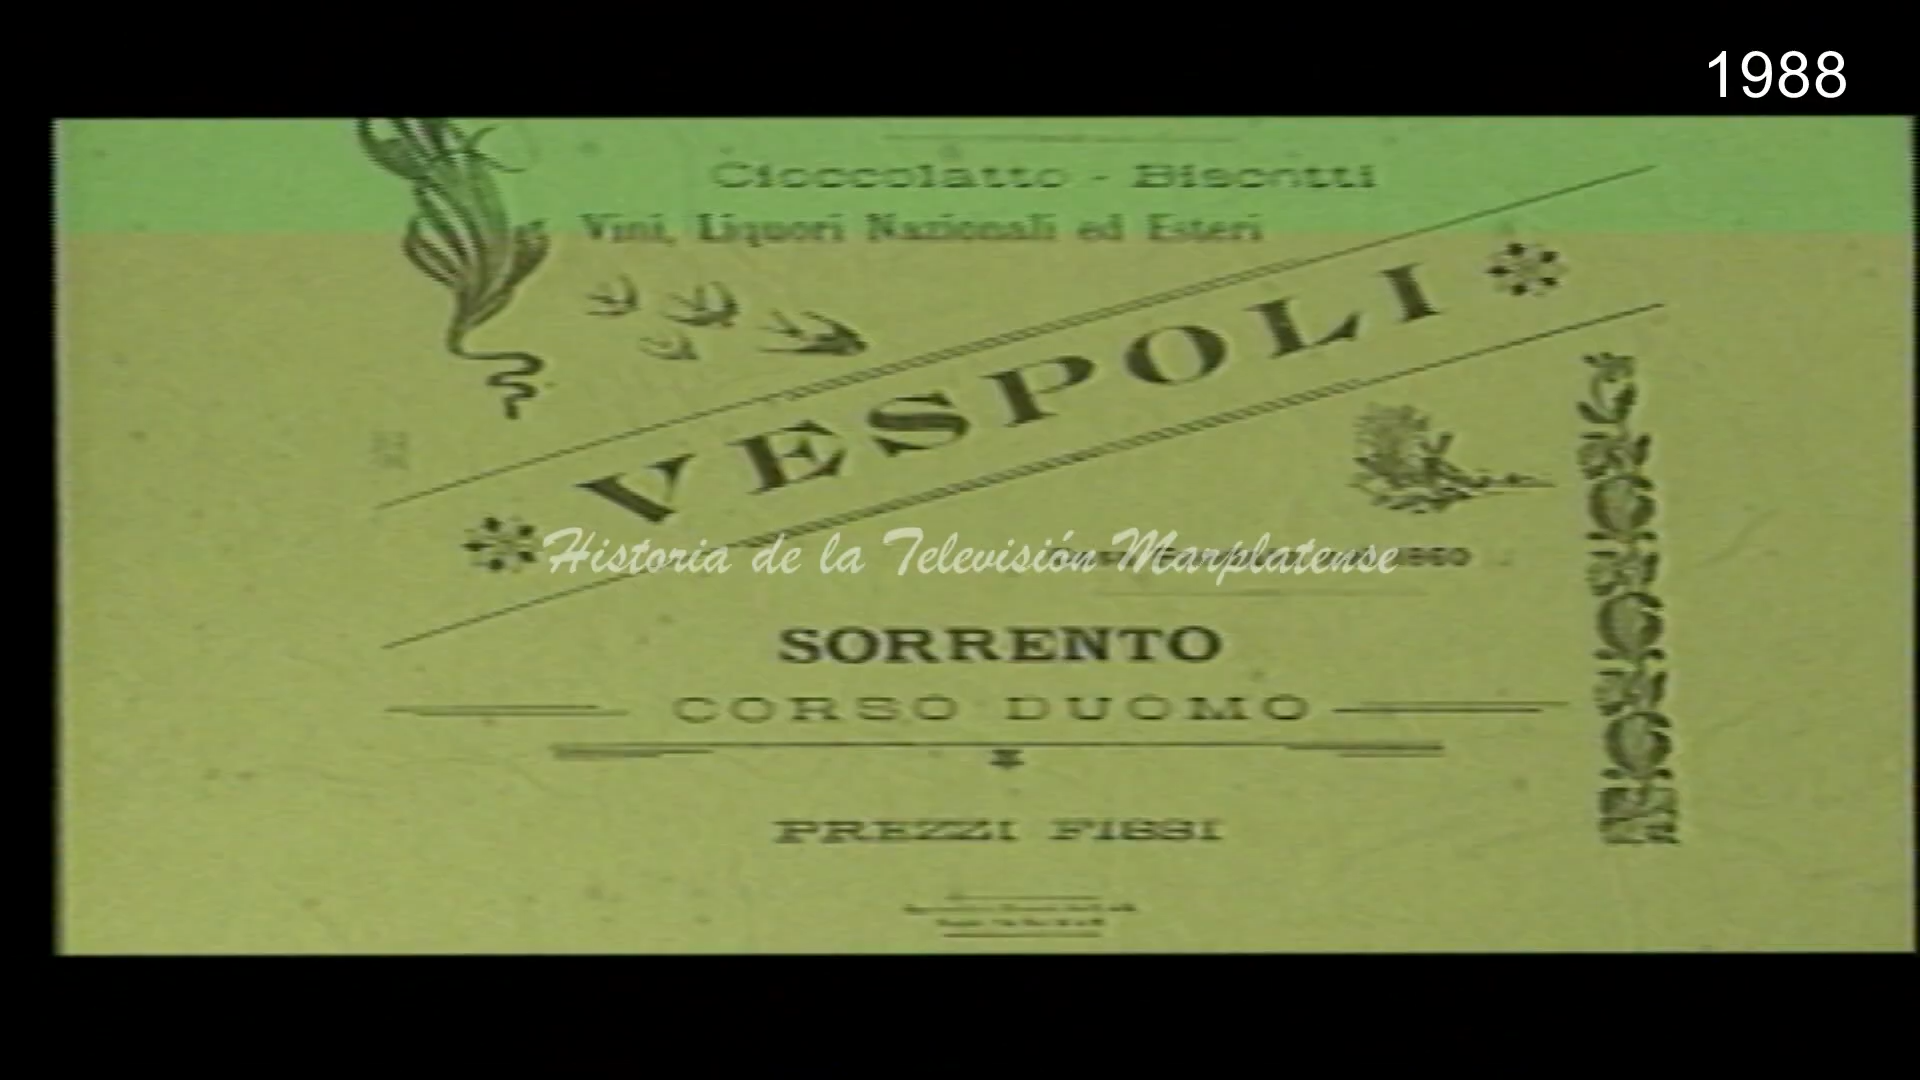 1988
Cioccolatto - Biscotti
Vini, Liquori Nazionali ed Esteri
VESPOLI
Historia de la Televisión Marplatense
1860
SORRENTO
CORSO DUOMO
PREZZI FISSI